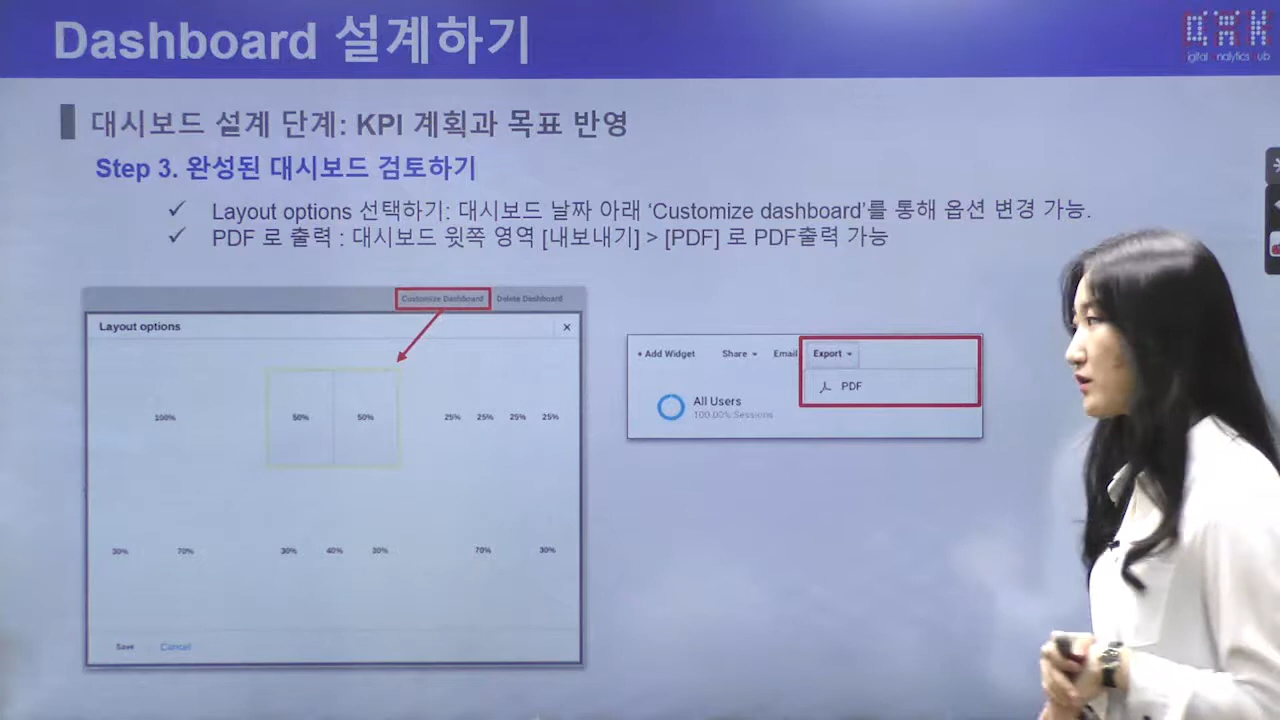 Dashboard 설계하기
Digital Analytics Hub
대시보드 설계 단계: KPI 계획과 목표 반영
Step 3. 완성된 대시보드 검토하기
✓ Layout options 선택하기: 대시보드 날짜 아래 ‘Customize dashboard’를 통해 옵션 변경 가능.
✓ PDF 로 출력 : 대시보드 윗쪽 영역 [내보내기] > [PDF] 로 PDF출력 가능
Customize Dashboard Delete Dashboard
Layout options ×
100% 50% 50% 25% 25% 25% 25%
30% 70% 30% 40% 30% 70% 30%
Save Cancel
+ Add Widget Share Email Export
PDF
All Users
100.00% Sessions